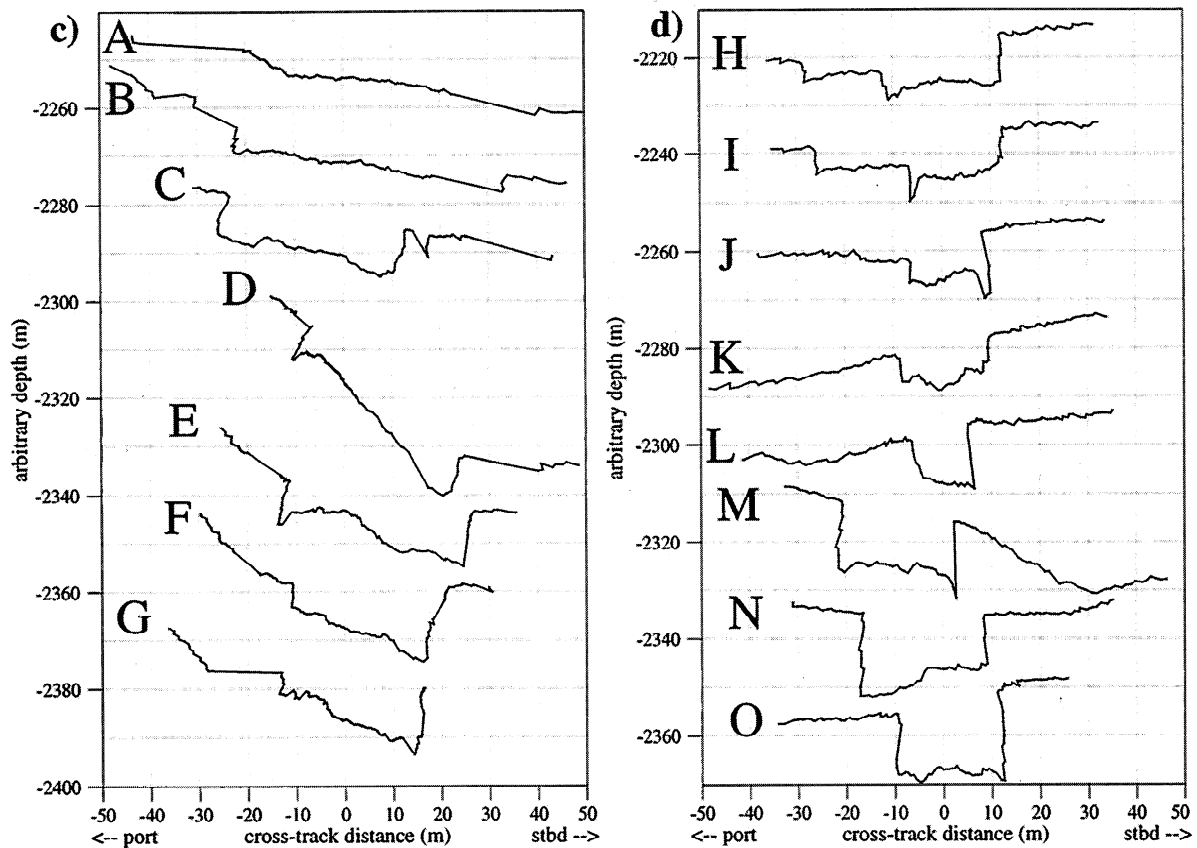 c)
A
B
-2260
C
-2280
D
-2300
-2320
E
-2340
F
-2360
G
-2380
-2400
arbitrary depth (m)
-50 -40 -30 -20 -10 0 10 20 30 40 50
<-- port cross-track distance (m) stbd -->
d)
H
-2220
I
-2240
J
-2260
K
-2280
L
-2300
M
-2320
N
-2340
O
-2360
arbitrary depth (m)
-50 -40 -30 -20 -10 0 10 20 30 40 50
<-- port cross-track distance (m) stbd -->